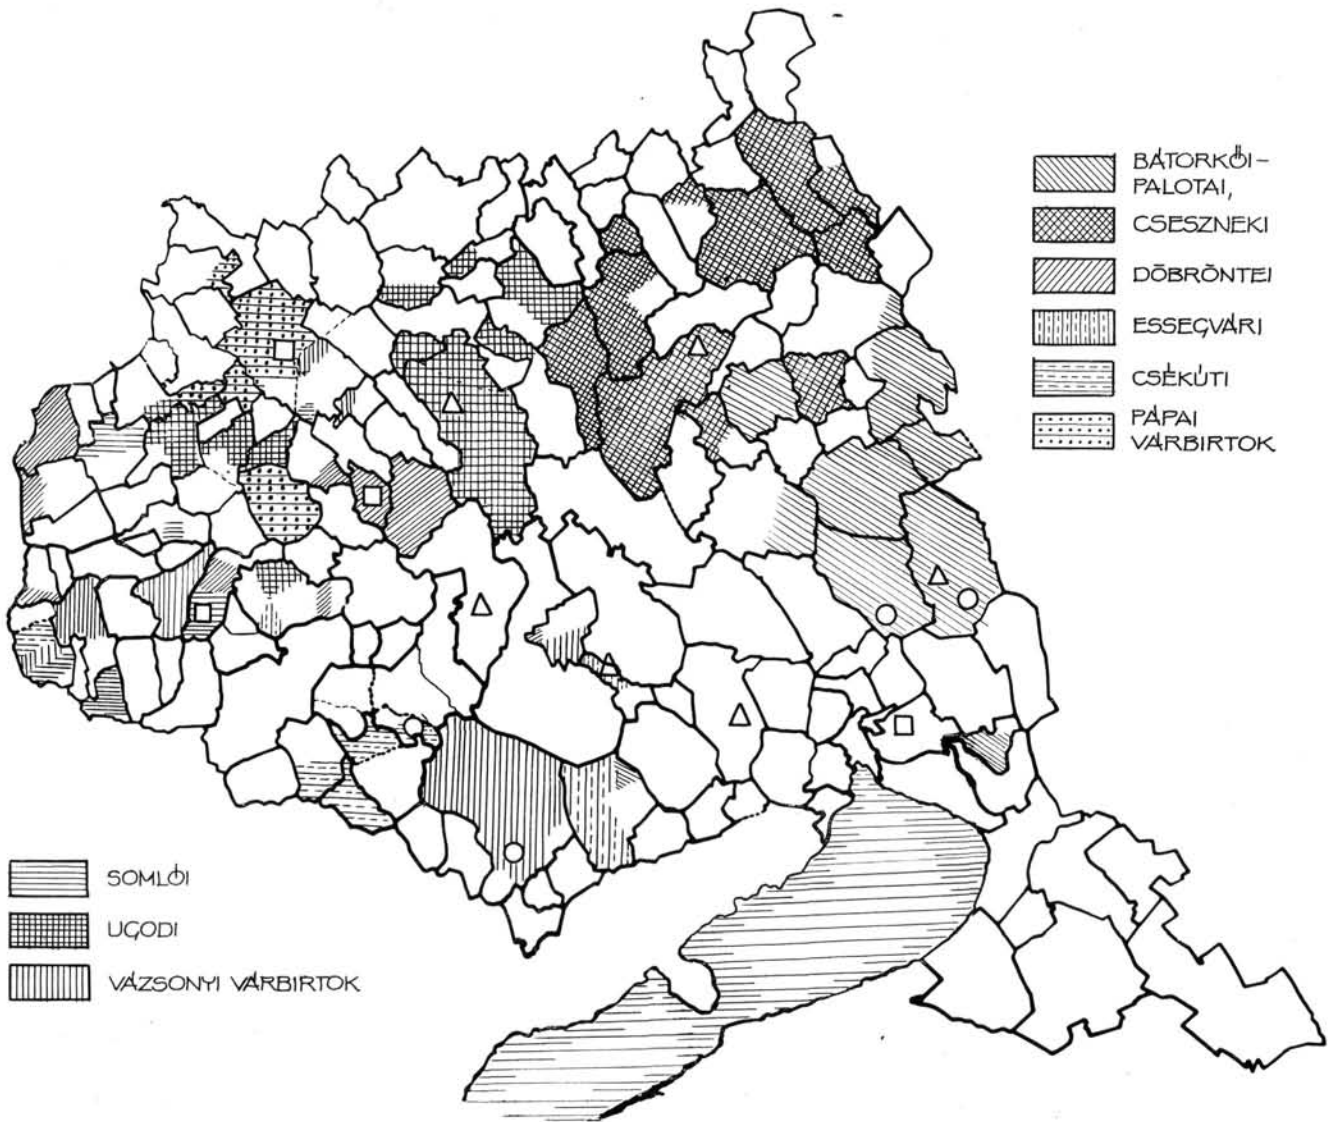 BÁTORKŐI-
PALOTAI,
CSESZNEKI
DÖBRÖNTEI
ESSEGVÁRI
CSÉKÚTI
PÁPAI
VÁRBIRTOK
SOMLÓI
UGODI
VÁZSONYI VÁRBIRTOK